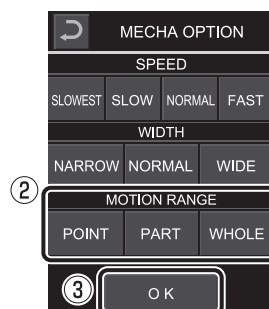 MECHA OPTION
SPEED
SLOWEST SLOW NORMAL FAST
WIDTH
NARROW NORMAL WIDE
② MOTION RANGE
POINT PART WHOLE
③ OK